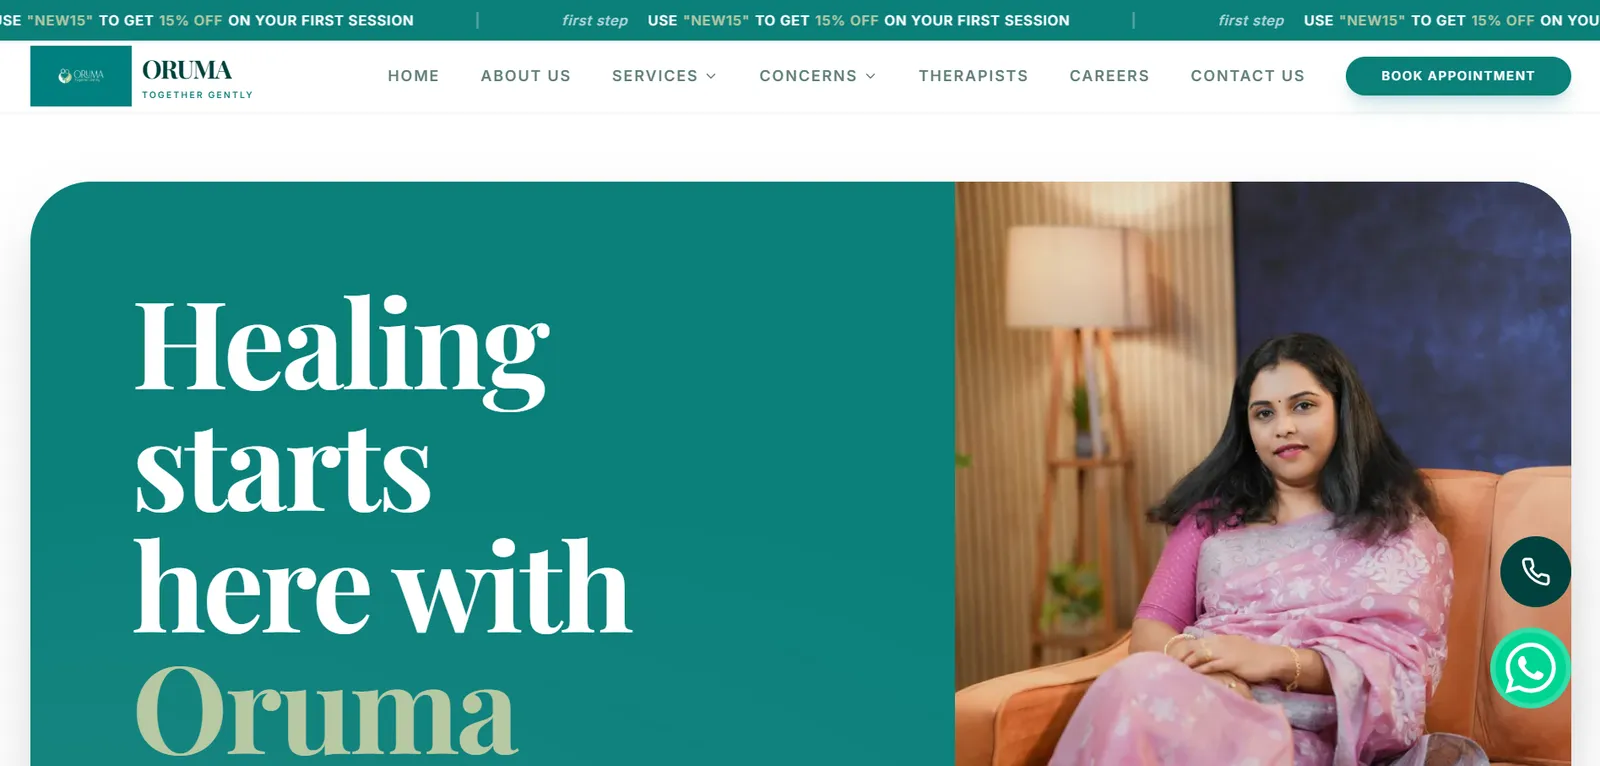 USE "NEW15" TO GET 15% OFF ON YOUR FIRST SESSION | first step USE "NEW15" TO GET 15% OFF ON YOUR FIRST SESSION | first step USE "NEW15" TO GET 15% OFF ON YOU
ORUMA
ORUMA
TOGETHER GENTLY
HOME ABOUT US SERVICES CONCERNS THERAPISTS CAREERS CONTACT US BOOK APPOINTMENT
Healing
starts
here with
Oruma